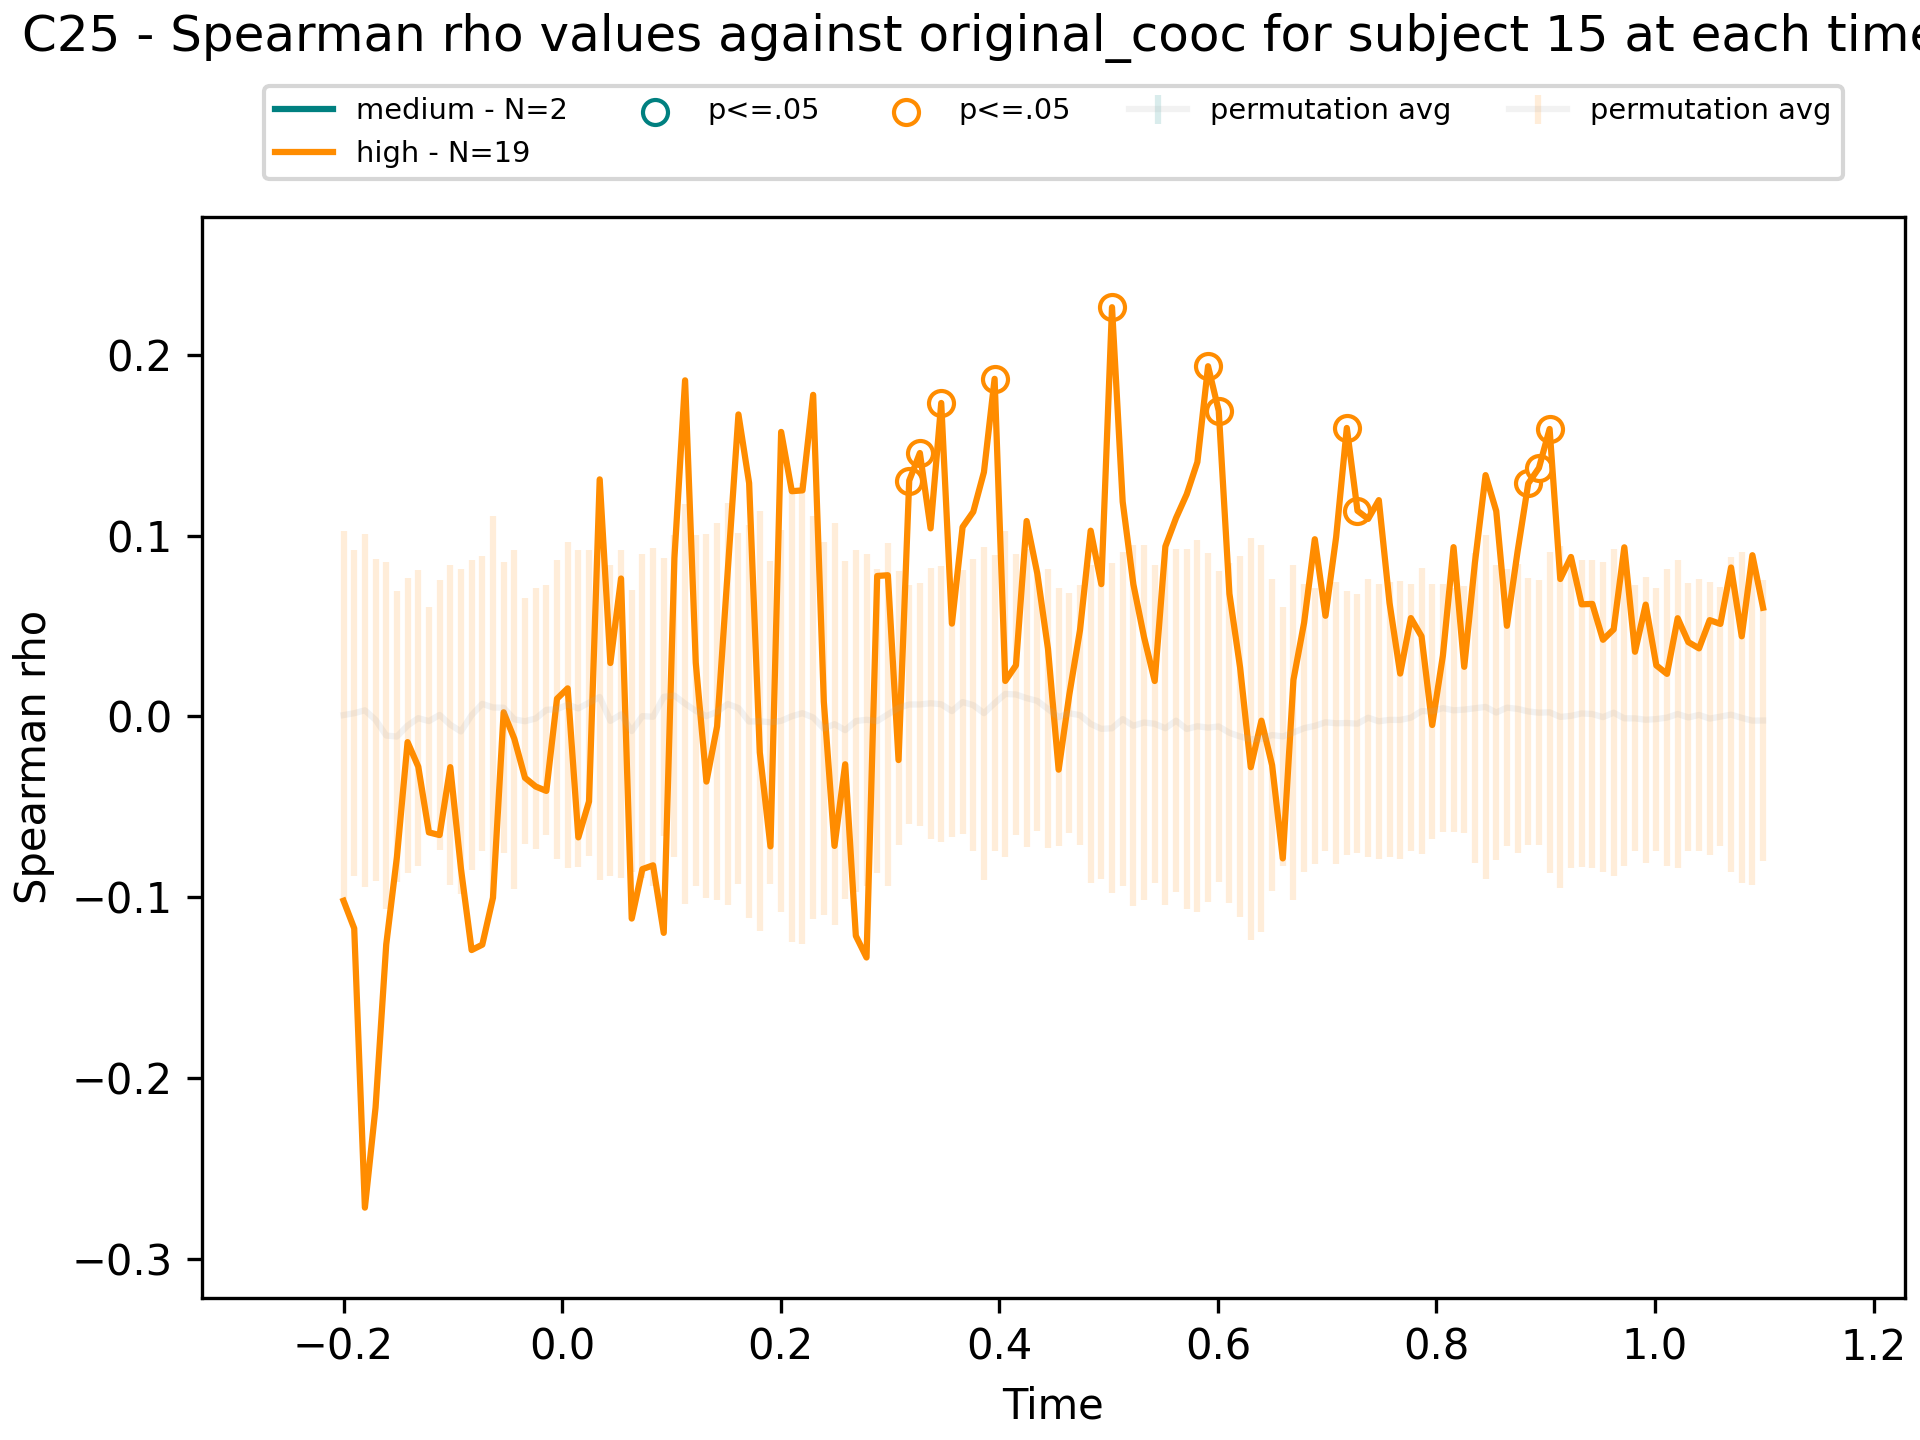 C25 - Spearman rho values against original_cooc for subject 15 at each time
medium - N=2
high - N=19
p<=.05
p<=.05
permutation avg
permutation avg
Spearman rho
0.2
0.1
0.0
−0.1
−0.2
−0.3
−0.2 0.0 0.2 0.4 0.6 0.8 1.0 1.2
Time